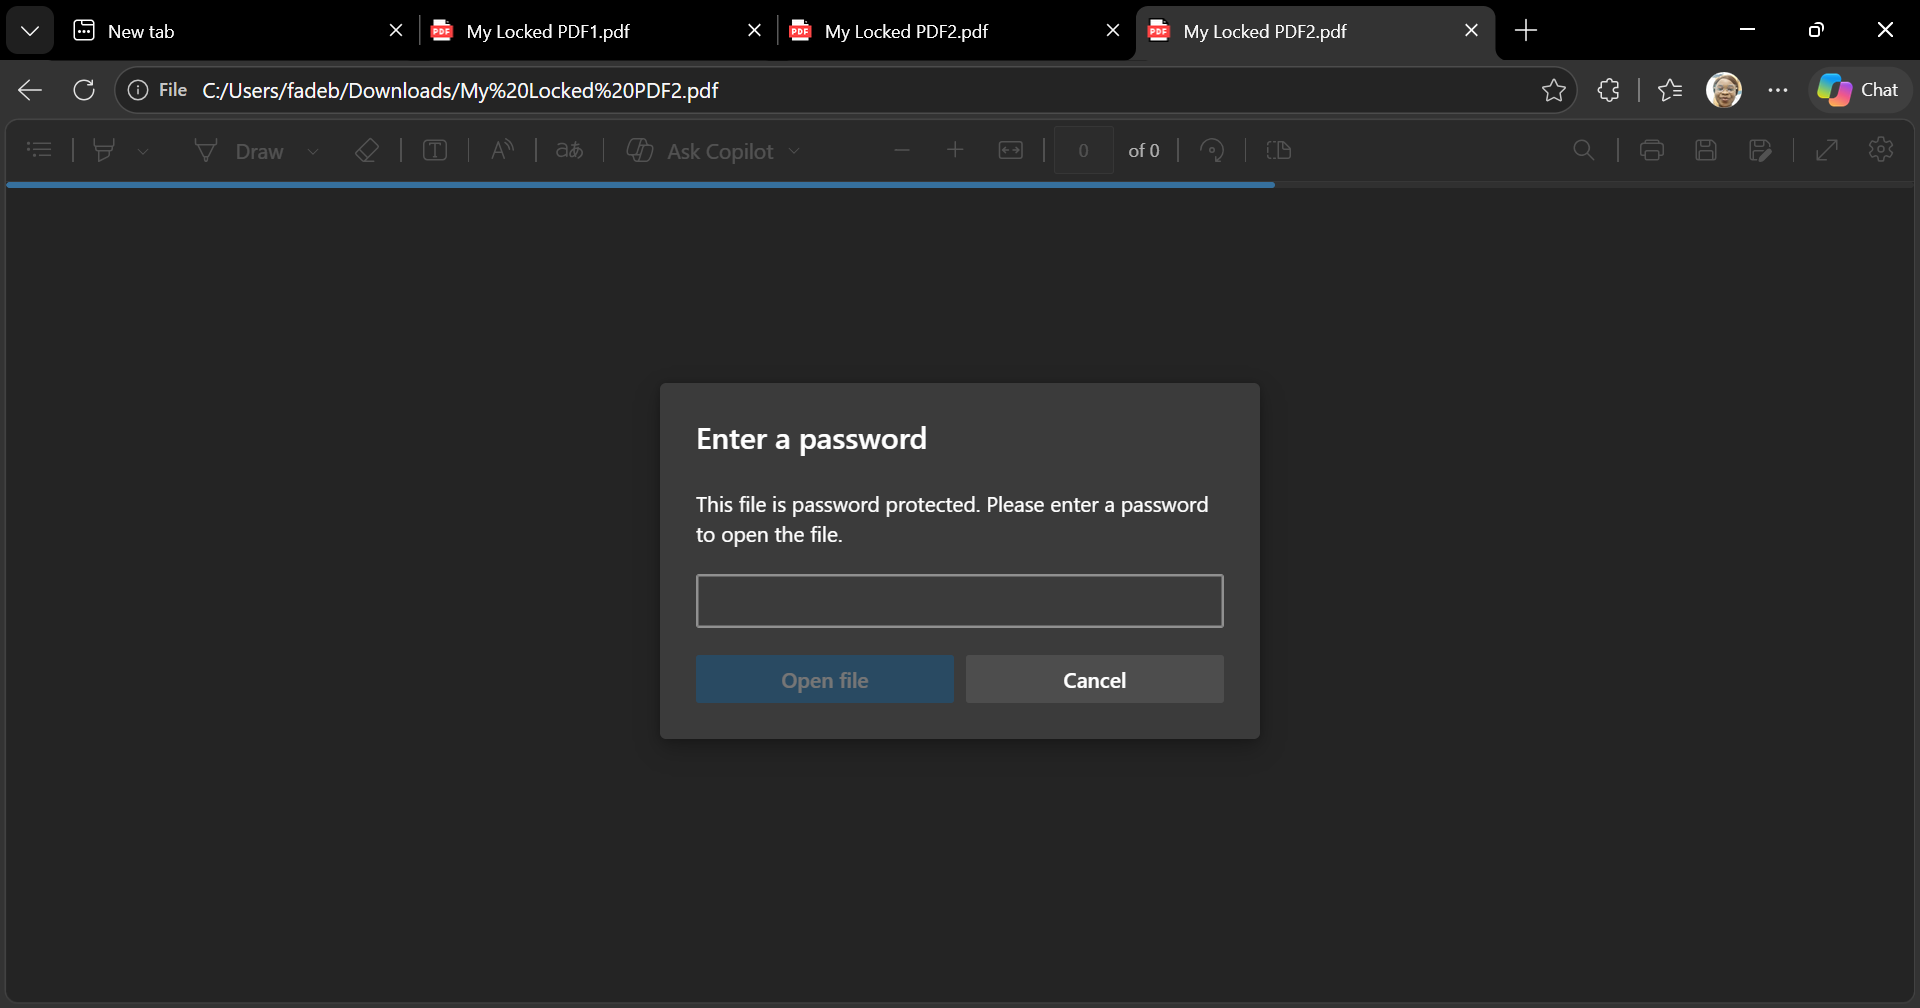 New tab
My Locked PDF1.pdf
My Locked PDF2.pdf
My Locked PDF2.pdf
File C:/Users/fadeb/Downloads/My%20Locked%20PDF2.pdf
Chat
Draw
aあ
Ask Copilot
0 of 0
Enter a password
This file is password protected. Please enter a password
to open the file.
Open file
Cancel